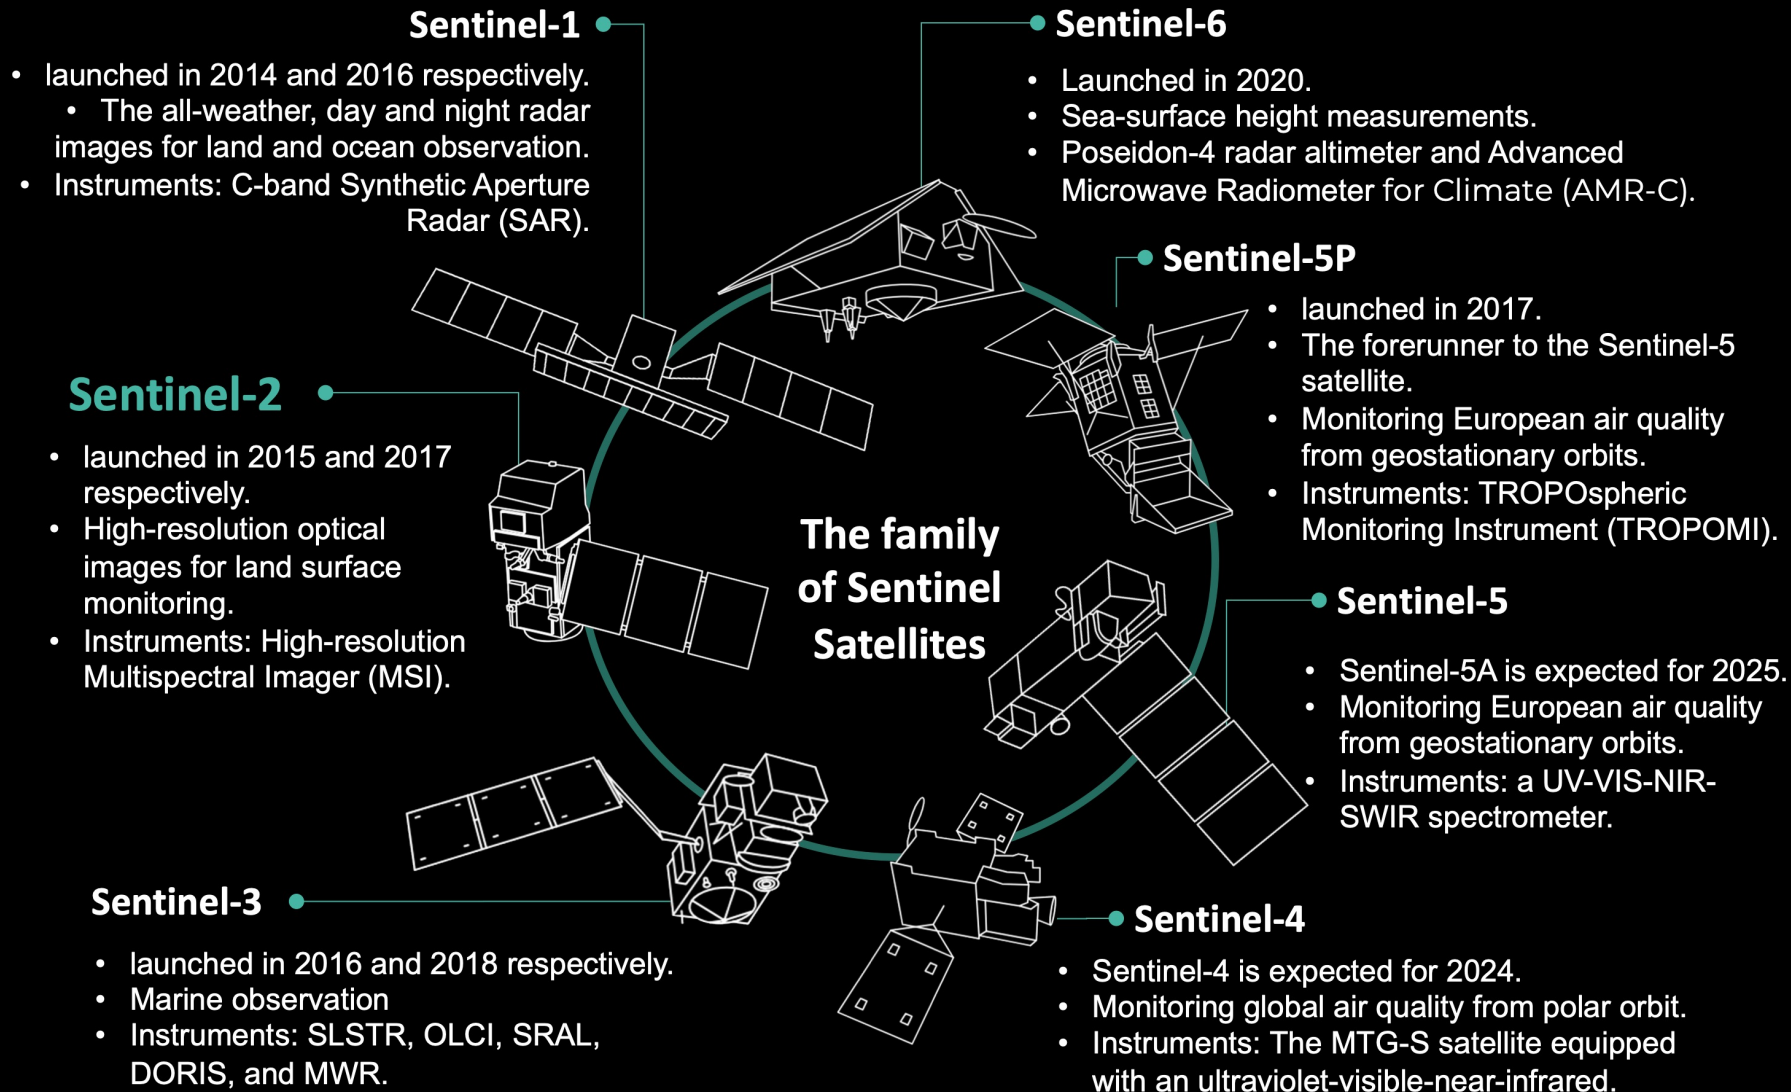 Sentinel-1
• launched in 2014 and 2016 respectively.
• The all-weather, day and night radar
images for land and ocean observation.
• Instruments: C-band Synthetic Aperture
Radar (SAR).
Sentinel-6
• Launched in 2020.
• Sea-surface height measurements.
• Poseidon-4 radar altimeter and Advanced
Microwave Radiometer for Climate (AMR-C).
Sentinel-5P
• launched in 2017.
• The forerunner to the Sentinel-5
satellite.
• Monitoring European air quality
from geostationary orbits.
• Instruments: TROPOspheric
Monitoring Instrument (TROPOMI).
Sentinel-2
• launched in 2015 and 2017
respectively.
• High-resolution optical
images for land surface
monitoring.
• Instruments: High-resolution
Multispectral Imager (MSI).
The family
of Sentinel
Satellites
Sentinel-5
• Sentinel-5A is expected for 2025.
• Monitoring European air quality
from geostationary orbits.
• Instruments: a UV-VIS-NIR-
SWIR spectrometer.
Sentinel-3
• launched in 2016 and 2018 respectively.
• Marine observation
• Instruments: SLSTR, OLCI, SRAL,
DORIS, and MWR.
Sentinel-4
• Sentinel-4 is expected for 2024.
• Monitoring global air quality from polar orbit.
• Instruments: The MTG-S satellite equipped
with an ultraviolet-visible-near-infrared.